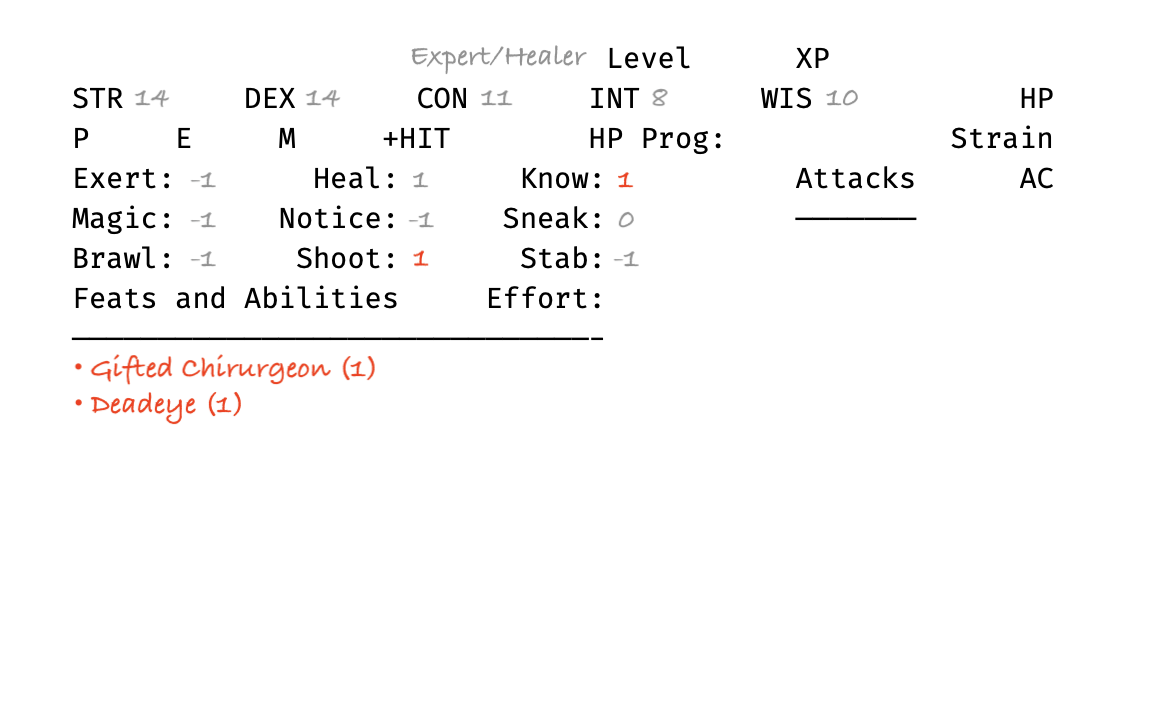 Expert/Healer Level XP
STR 14 DEX 14 CON 11 INT 8 WIS 10 HP
P E M +HIT HP Prog: Strain
Exert: -1 Heal: 1 Know: 1 Attacks AC
Magic: -1 Notice: -1 Sneak: 0
Brawl: -1 Shoot: 1 Stab: -1
Feats and Abilities Effort:
• Gifted Chirurgeon (1)
• Deadeye (1)